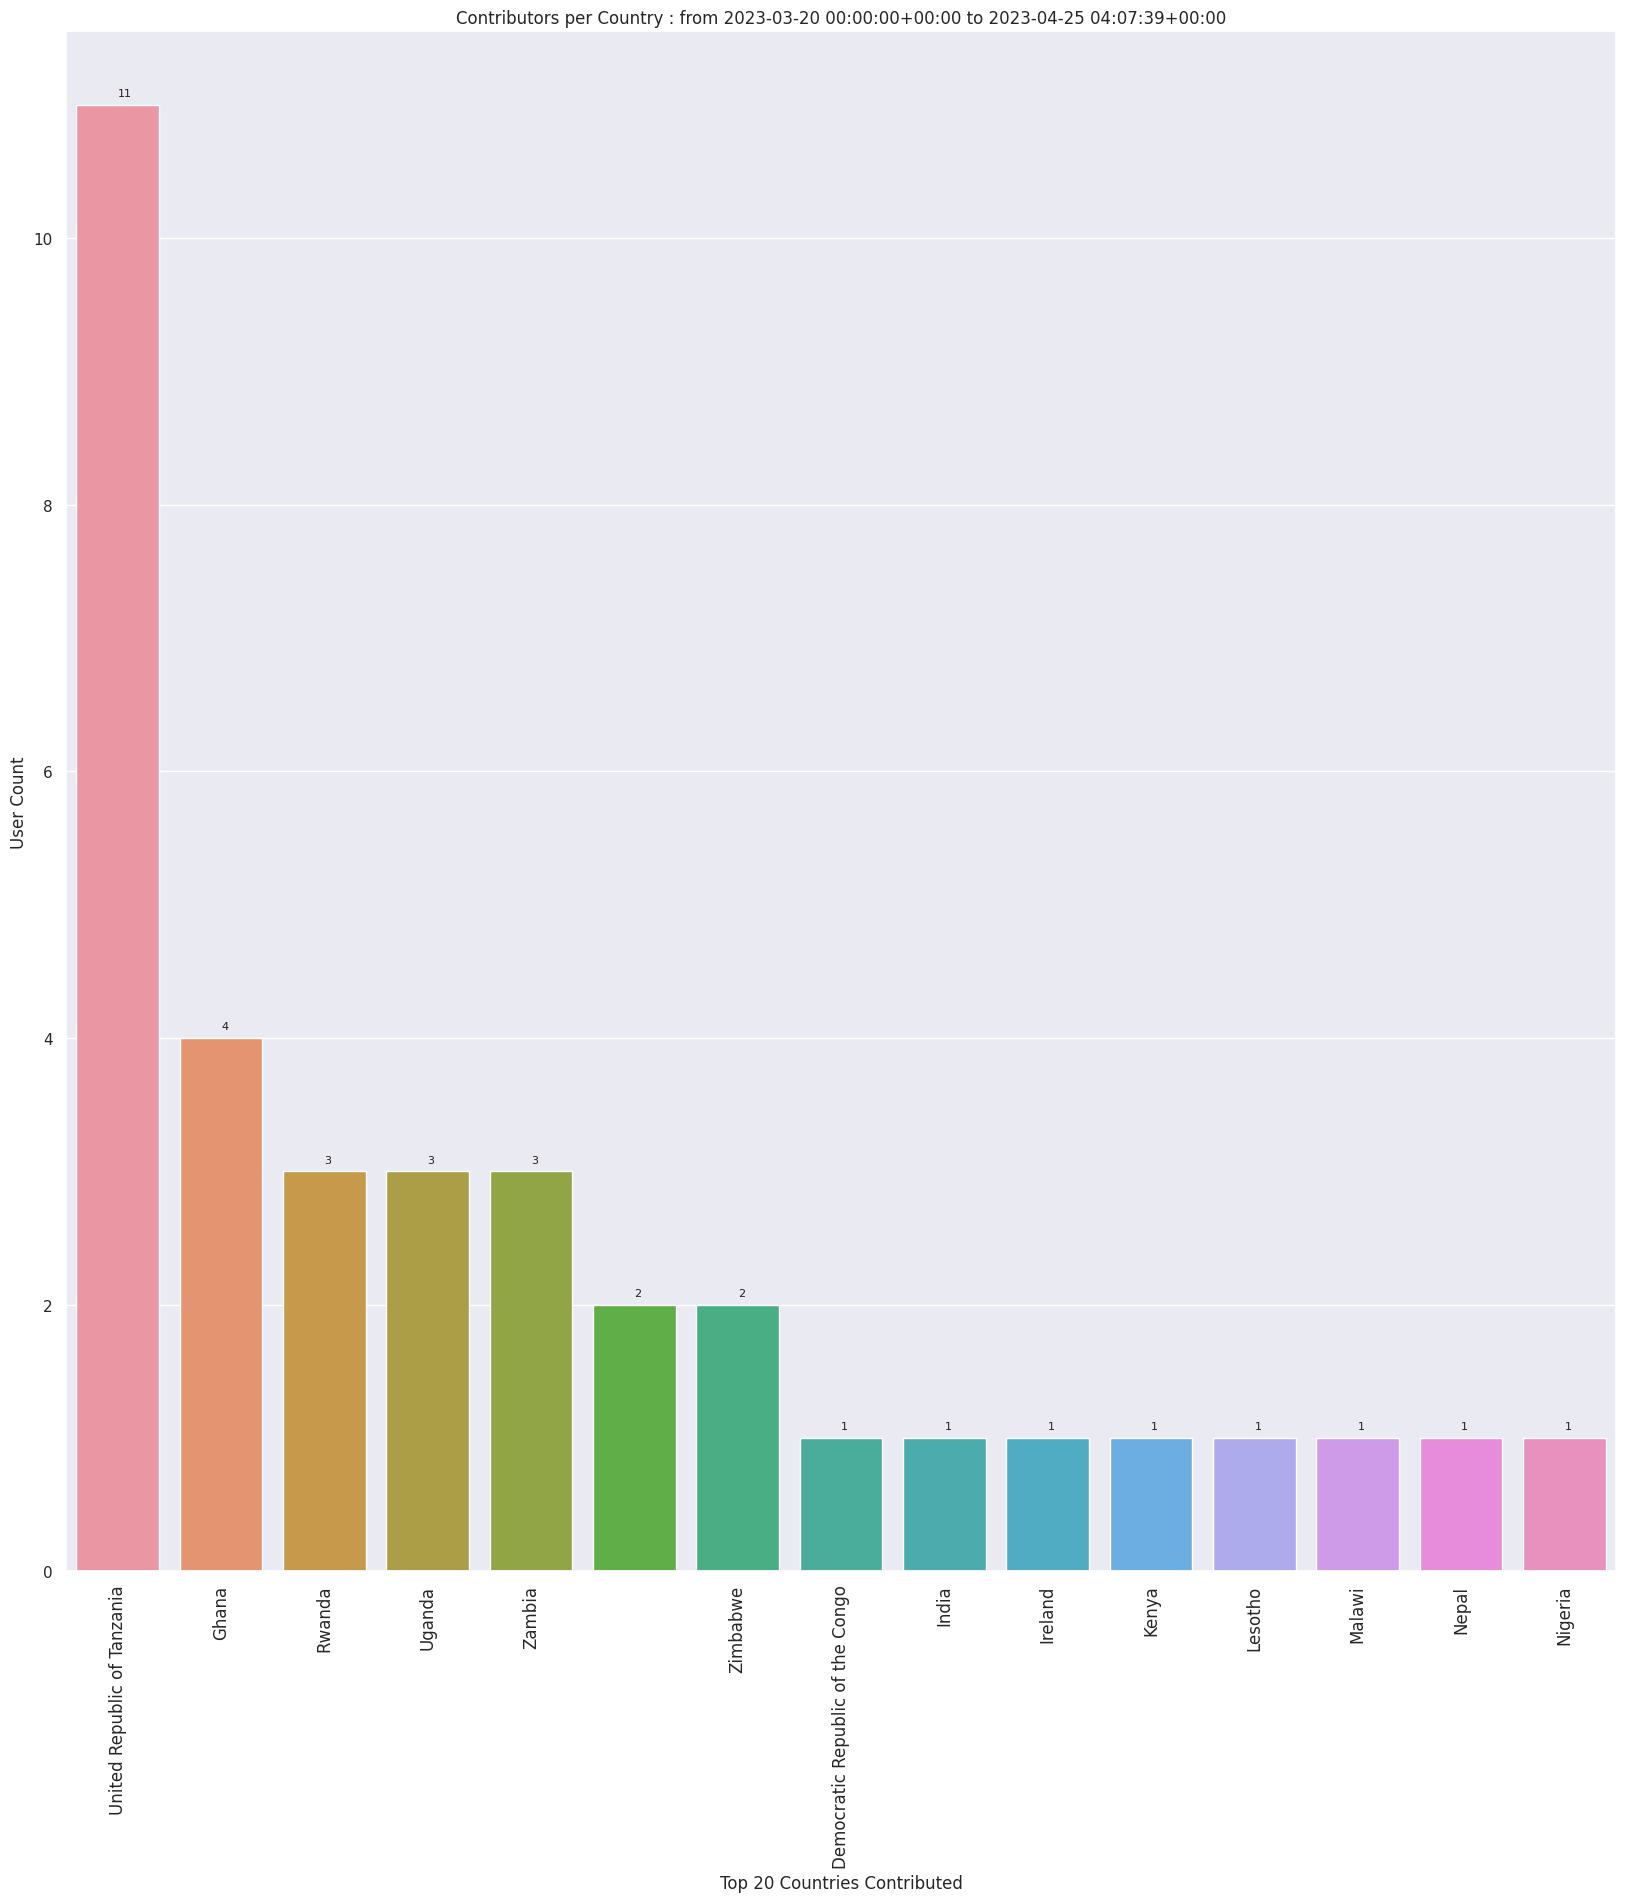 Contributors per Country : from 2023-03-20 00:00:00+00:00 to 2023-04-25 04:07:39+00:00
User Count
10
8
6
4
2
0
11
4
3
3
3
2
2
1
1
1
1
1
1
1
1
United Republic of Tanzania
Ghana
Rwanda
Uganda
Zambia
Zimbabwe
Democratic Republic of the Congo
India
Ireland
Kenya
Lesotho
Malawi
Nepal
Nigeria
Top 20 Countries Contributed